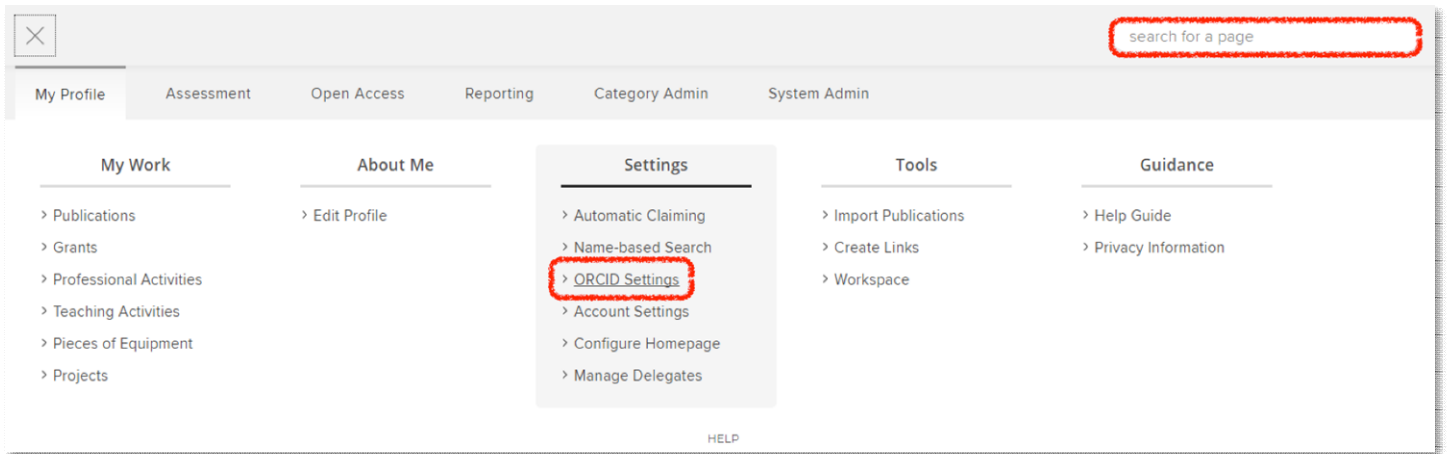 search for a page
My Profile Assessment Open Access Reporting Category Admin System Admin
My Work
Publications
Grants
Professional Activities
Teaching Activities
Pieces of Equipment
Projects
About Me
Edit Profile
Settings
Automatic Claiming
Name-based Search
ORCID Settings
Account Settings
Configure Homepage
Manage Delegates
Tools
Import Publications
Create Links
Workspace
Guidance
Help Guide
Privacy Information
HELP